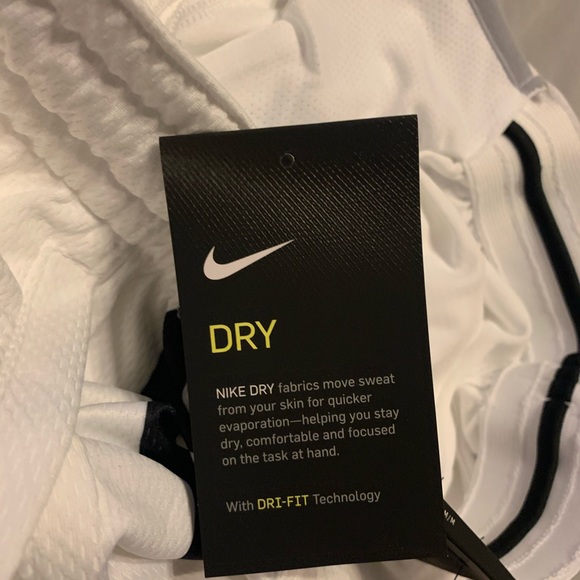 DRY
NIKE DRY fabrics move sweat
from your skin for quicker
evaporation—helping you stay
dry, comfortable and focused
on the task at hand.
With DRI-FIT Technology
M/M